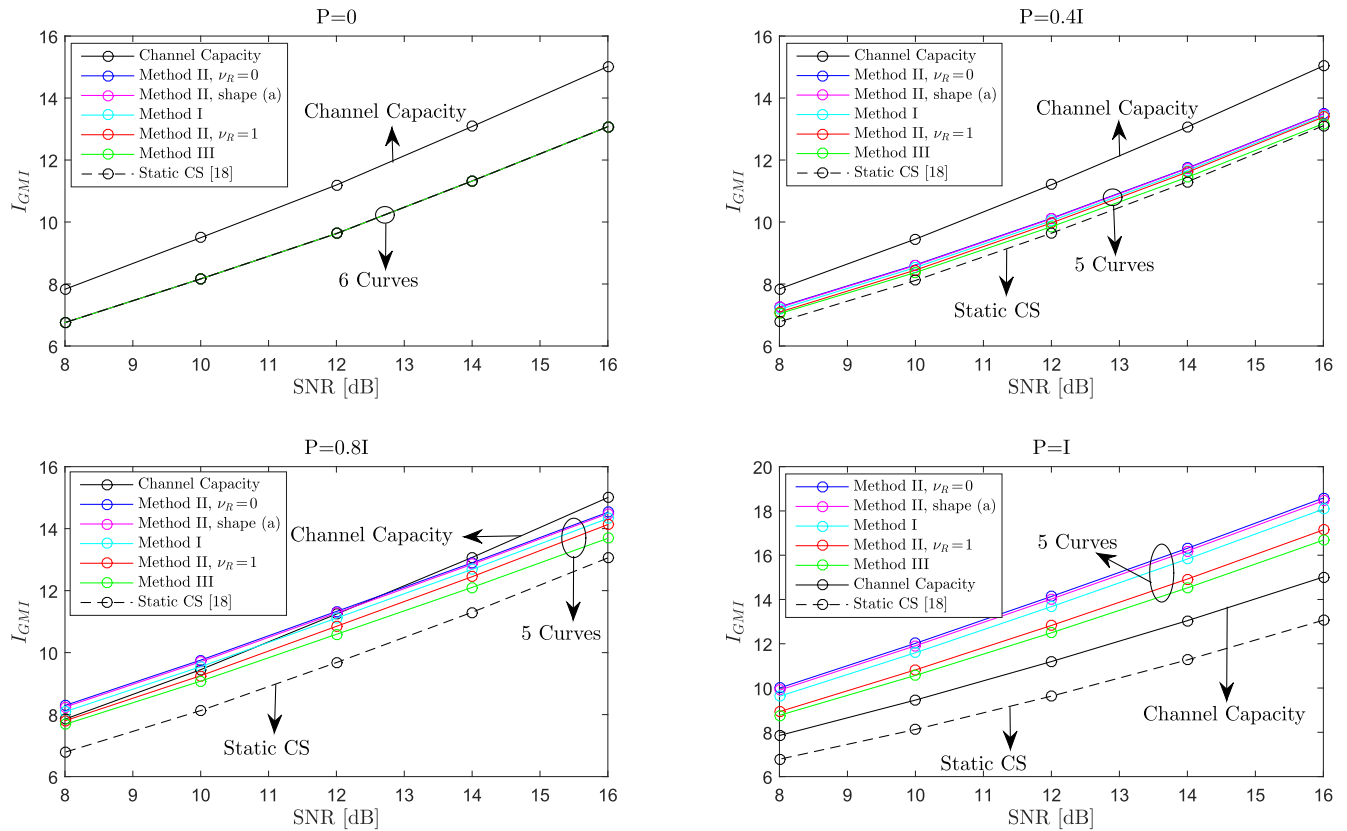 P=0
16
14
12
10
8
6
I_{GMI}
Channel Capacity
Method II, ν_R=0
Method II, shape (a)
Method I
Method II, ν_R=1
Method III
Static CS [18]
Channel Capacity
6 Curves
8 9 10 11 12 13 14 15 16
SNR [dB]
P=0.4I
16
14
12
10
8
6
I_{GMI}
Channel Capacity
Method II, ν_R=0
Method II, shape (a)
Method I
Method II, ν_R=1
Method III
Static CS [18]
Channel Capacity
5 Curves
Static CS
8 9 10 11 12 13 14 15 16
SNR [dB]
P=0.8I
16
14
12
10
8
6
I_{GMI}
Channel Capacity
Method II, ν_R=0
Method II, shape (a)
Method I
Method II, ν_R=1
Method III
Static CS [18]
Channel Capacity
5 Curves
Static CS
8 9 10 11 12 13 14 15 16
SNR [dB]
P=I
20
18
16
14
12
10
8
6
I_{GMI}
Method II, ν_R=0
Method II, shape (a)
Method I
Method II, ν_R=1
Method III
Channel Capacity
Static CS [18]
5 Curves
Channel Capacity
Static CS
8 9 10 11 12 13 14 15 16
SNR [dB]